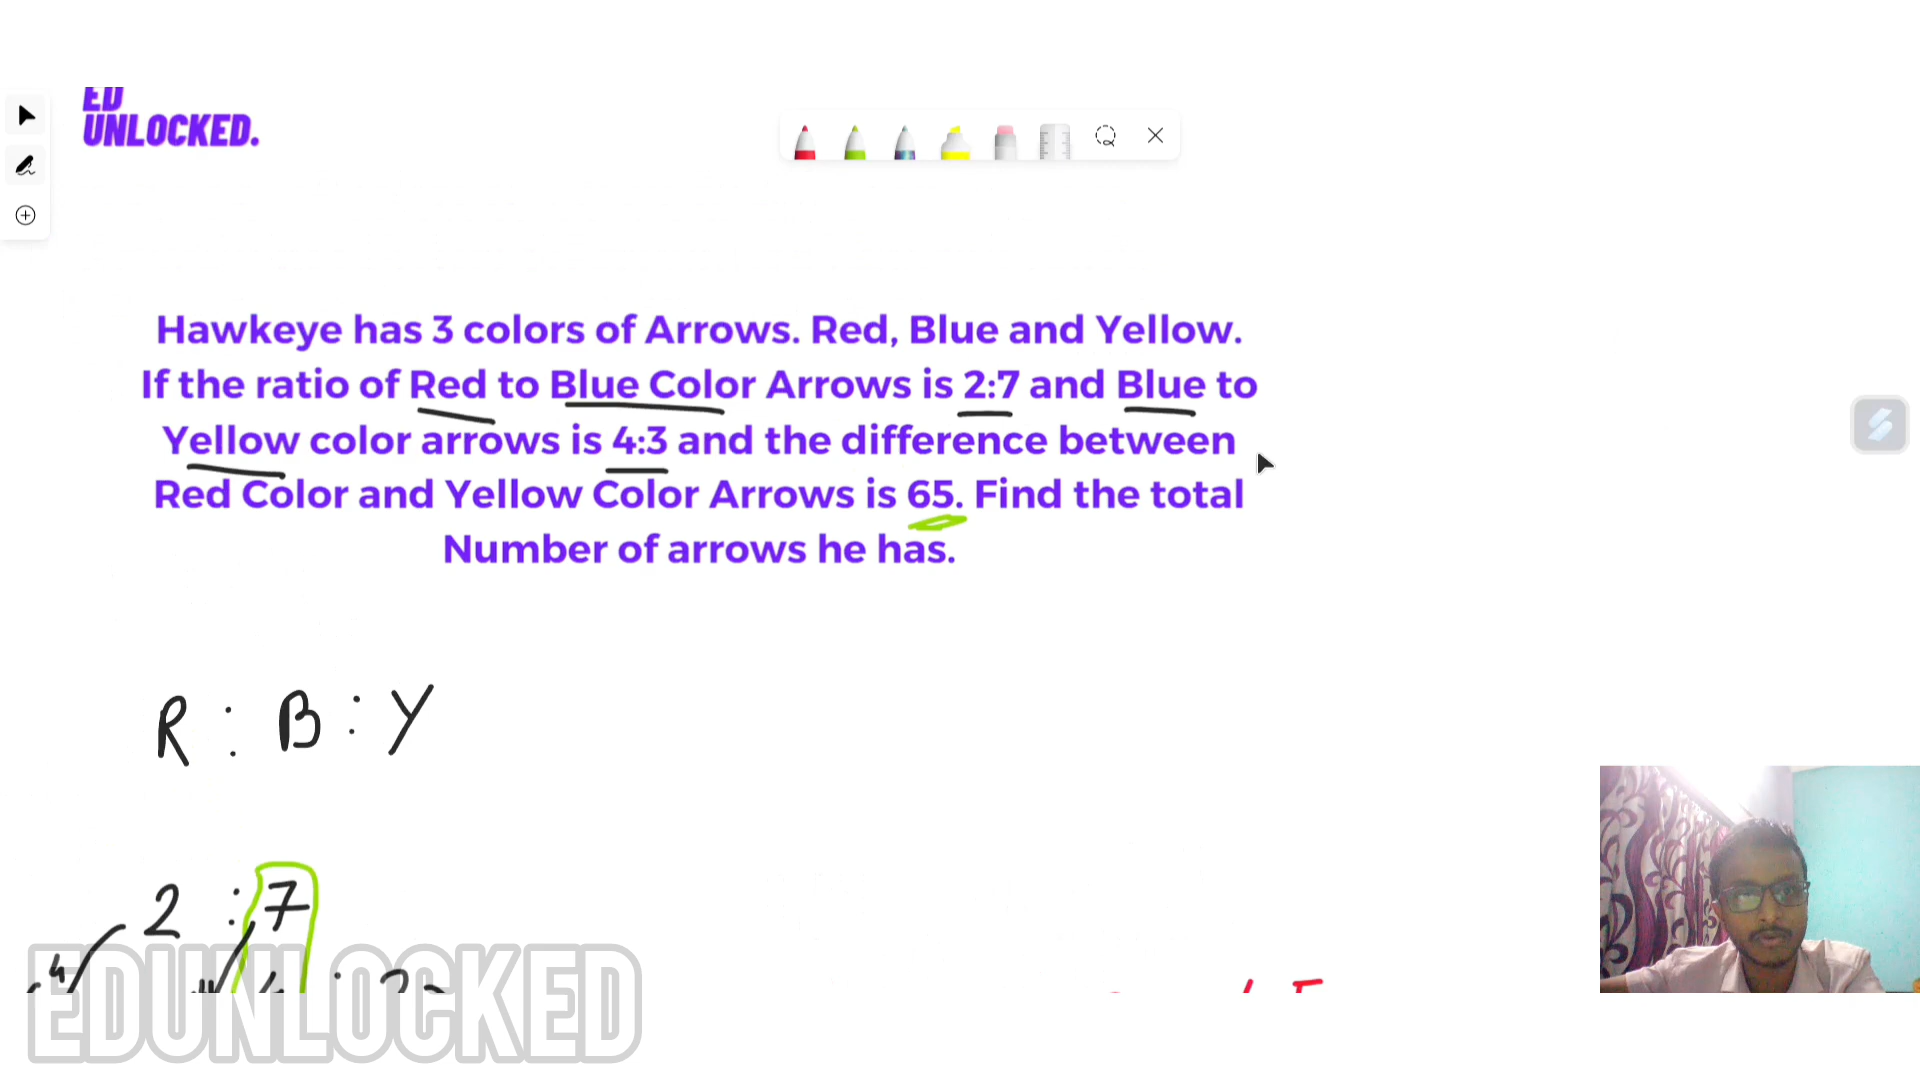 ED
UNLOCKED.
Hawkeye has 3 colors of Arrows. Red, Blue and Yellow.
If the ratio of Red to Blue Color Arrows is 2:7 and Blue to
Yellow color arrows is 4:3 and the difference between
Red Color and Yellow Color Arrows is 65. Find the total
Number of arrows he has.
R : B : Y
2 : 7
4
EDUNLOCKED